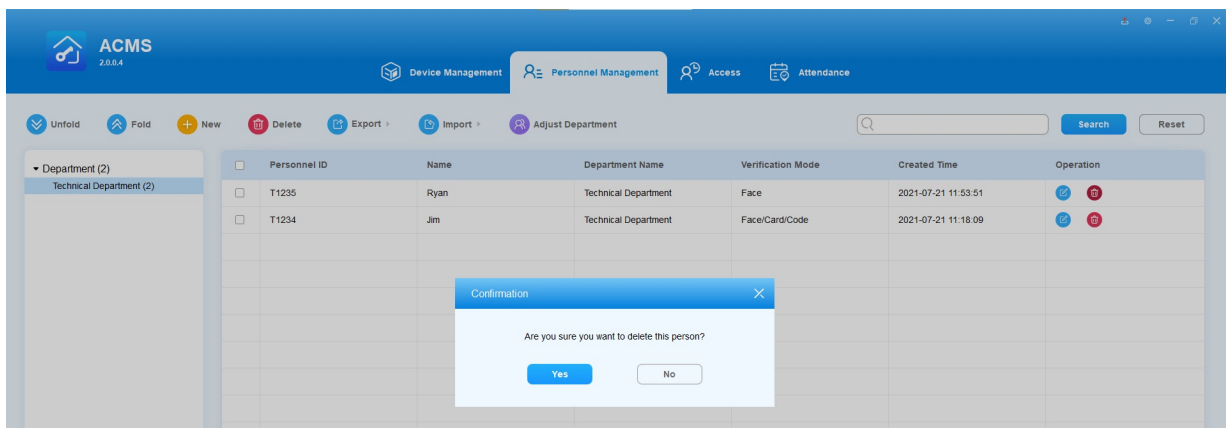 ACMS
2.0.0.4
Device Management Personnel Management Access Attendance
Unfold Fold New Delete Export Import Adjust Department Search Reset
Department (2)
Technical Department (2)
Personnel ID Name Department Name Verification Mode Created Time Operation
T1235 Ryan Technical Department Face 2021-07-21 11:53:51
T1234 Jim Technical Department Face/Card/Code 2021-07-21 11:18:09
Confirmation
Are you sure you want to delete this person?
Yes No